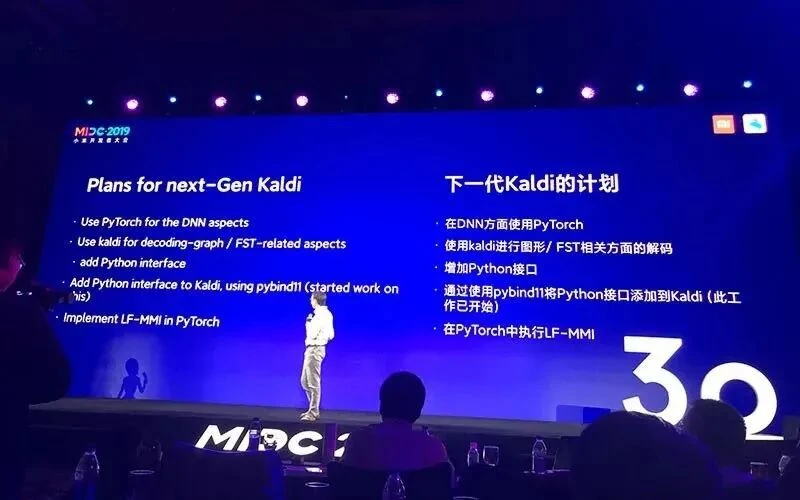 MIDC·2019
小米开发者大会
Plans for next-Gen Kaldi
· Use PyTorch for the DNN aspects
· Use kaldi for decoding-graph / FST-related aspects
· add Python interface
· Add Python interface to Kaldi, using pybind11 (started work on
this)
· Implement LF-MMI in PyTorch
下一代Kaldi的计划
· 在DNN方面使用PyTorch
· 使用kaldi进行图形/ FST相关方面的解码
· 增加Python接口
· 通过使用pybind11将Python接口添加到Kaldi (此工
作已开始)
· 在PyTorch中执行LF-MMI
MIDC 2